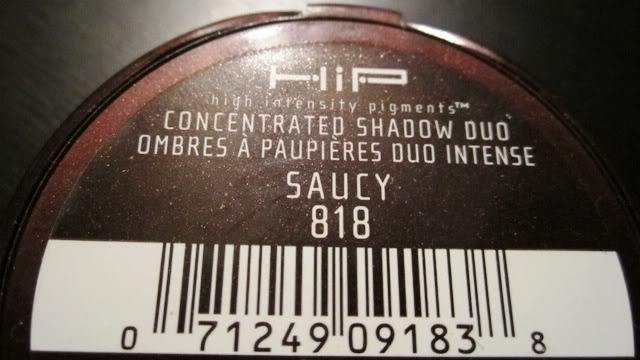 HiP
high intensity pigments™
CONCENTRATED SHADOW DUO
OMBRES À PAUPIÈRES DUO INTENSE
SAUCY
818
0 71249 09183 8